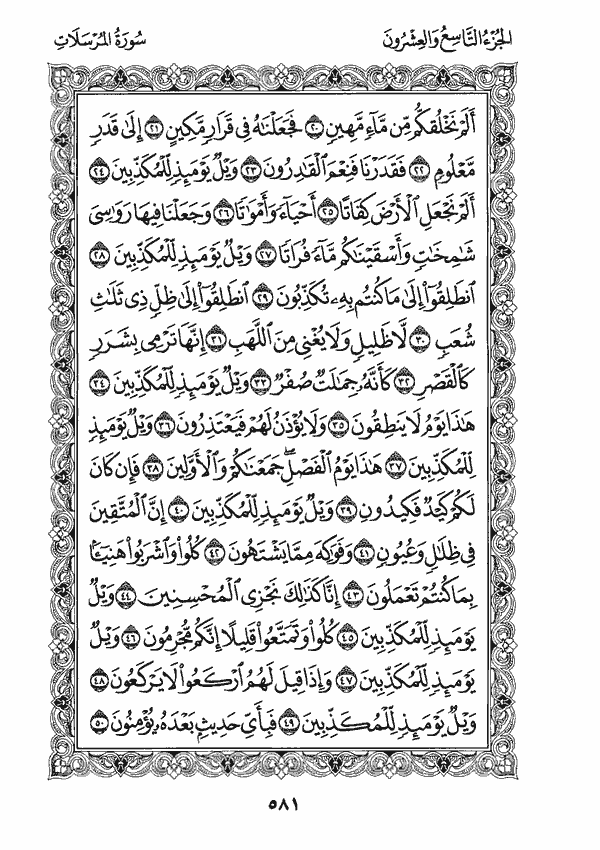 الجُزْءُ التَّاسِعُ وَالعِشْرُونَ
سُورَةُ المُرْسَلَاتِ
أَلَمْ نَخْلُقكُّم مِّن مَّآءٍ مَّهِينٍ ٢٠ فَجَعَلْنَٰهُ فِى قَرَارٍ مَّكِينٍ ٢١ إِلَىٰ قَدَرٍ
مَّعْلُومٍ ٢٢ فَقَدَرْنَا فَنِعْمَ ٱلْقَٰدِرُونَ ٢٣ وَيْلٌ يَوْمَئِذٍ لِّلْمُكَذِّبِينَ ٢٤
أَلَمْ نَجْعَلِ ٱلْأَرْضَ كِفَاتًا ٢٥ أَحْيَآءً وَأَمْوَٰتًا ٢٦ وَجَعَلْنَا فِيهَا رَوَٰسِىَ
شَٰمِخَٰتٍ وَأَسْقَيْنَٰكُم مَّآءً فُرَاتًا ٢٧ وَيْلٌ يَوْمَئِذٍ لِّلْمُكَذِّبِينَ ٢٨
ٱنطَلِقُوٓا۟ إِلَىٰ مَا كُنتُم بِهِۦ تُكَذِّبُونَ ٢٩ ٱنطَلِقُوٓا۟ إِلَىٰ ظِلٍّ ذِى ثَلَٰثِ
شُعَبٍ ٣٠ لَّا ظَلِيلٍ وَلَا يُغْنِى مِنَ ٱللَّهَبِ ٣١ إِنَّهَا تَرْمِى بِشَرَرٍ
كَٱلْقَصْرِ ٣٢ كَأَنَّهُۥ جِمَٰلَتٌ صُفْرٌ ٣٣ وَيْلٌ يَوْمَئِذٍ لِّلْمُكَذِّبِينَ ٣٤
هَٰذَا يَوْمُ لَا يَنطِقُونَ ٣٥ وَلَا يُؤْذَنُ لَهُمْ فَيَعْتَذِرُونَ ٣٦ وَيْلٌ يَوْمَئِذٍ
لِّلْمُكَذِّبِينَ ٣٧ هَٰذَا يَوْمُ ٱلْفَصْلِ ۖ جَمَعْنَٰكُمْ وَٱلْأَوَّلِينَ ٣٨ فَإِن كَانَ
لَكُمْ كَيْدٌ فَكِيدُونِ ٣٩ وَيْلٌ يَوْمَئِذٍ لِّلْمُكَذِّبِينَ ٤٠ إِنَّ ٱلْمُتَّقِينَ
فِى ظِلَٰلٍ وَعُيُونٍ ٤١ وَفَوَٰكِهَ مِمَّا يَشْتَهُونَ ٤٢ كُلُوا۟ وَٱشْرَبُوا۟ هَنِيٓـًٔۢا
بِمَا كُنتُمْ تَعْمَلُونَ ٤٣ إِنَّا كَذَٰلِكَ نَجْزِى ٱلْمُحْسِنِينَ ٤٤ وَيْلٌ
يَوْمَئِذٍ لِّلْمُكَذِّبِينَ ٤٥ كُلُوا۟ وَتَمَتَّعُوا۟ قَلِيلًا إِنَّكُم مُّجْرِمُونَ ٤٦ وَيْلٌ
يَوْمَئِذٍ لِّلْمُكَذِّبِينَ ٤٧ وَإِذَا قِيلَ لَهُمُ ٱرْكَعُوا۟ لَا يَرْكَعُونَ ٤٨
وَيْلٌ يَوْمَئِذٍ لِّلْمُكَذِّبِينَ ٤٩ فَبِأَىِّ حَدِيثٍۭ بَعْدَهُۥ يُؤْمِنُونَ ٥٠
٥٨١